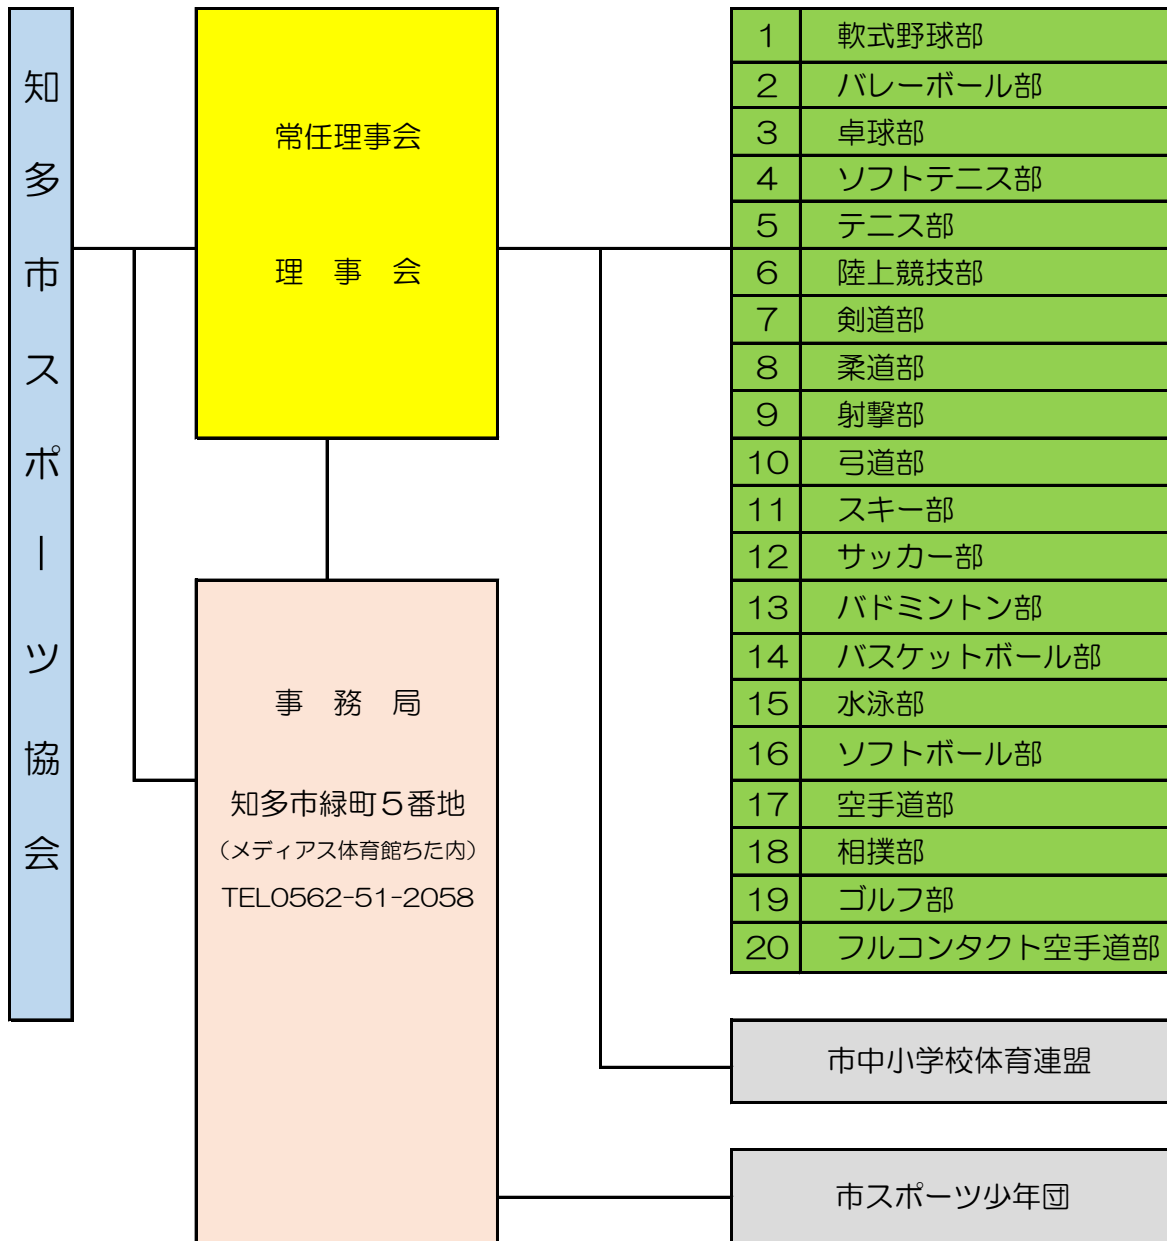 知多市スポーツ協会
常任理事会
理　事　会
事　務　局
知多市緑町５番地
（メディアス体育館ちた内）
TEL0562-51-2058
1 軟式野球部
2 バレーボール部
3 卓球部
4 ソフトテニス部
5 テニス部
6 陸上競技部
7 剣道部
8 柔道部
9 射撃部
10 弓道部
11 スキー部
12 サッカー部
13 バドミントン部
14 バスケットボール部
15 水泳部
16 ソフトボール部
17 空手道部
18 相撲部
19 ゴルフ部
20 フルコンタクト空手道部
市中小学校体育連盟
市スポーツ少年団